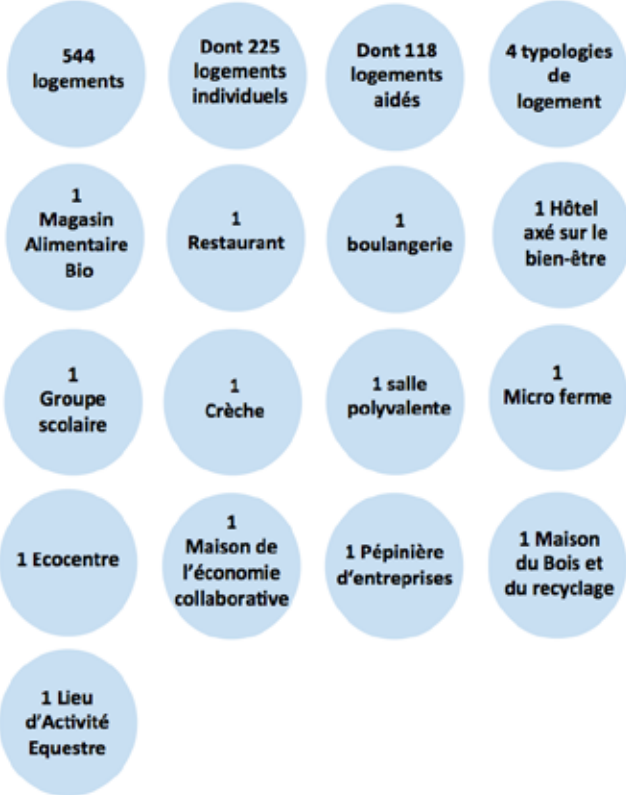 544
logements
Dont 225
logements
individuels
Dont 118
logements
aidés
4 typologies
de
logement
1
Magasin
Alimentaire
Bio
1
Restaurant
1
boulangerie
1 Hôtel
axé sur le
bien-être
1
Groupe
scolaire
1
Crèche
1 salle
polyvalente
1
Micro ferme
1 Ecocentre
1
Maison de
l'économie
collaborative
1 Pépinière
d'entreprises
1 Maison
du Bois et
du recyclage
1 Lieu
d'Activité
Equestre